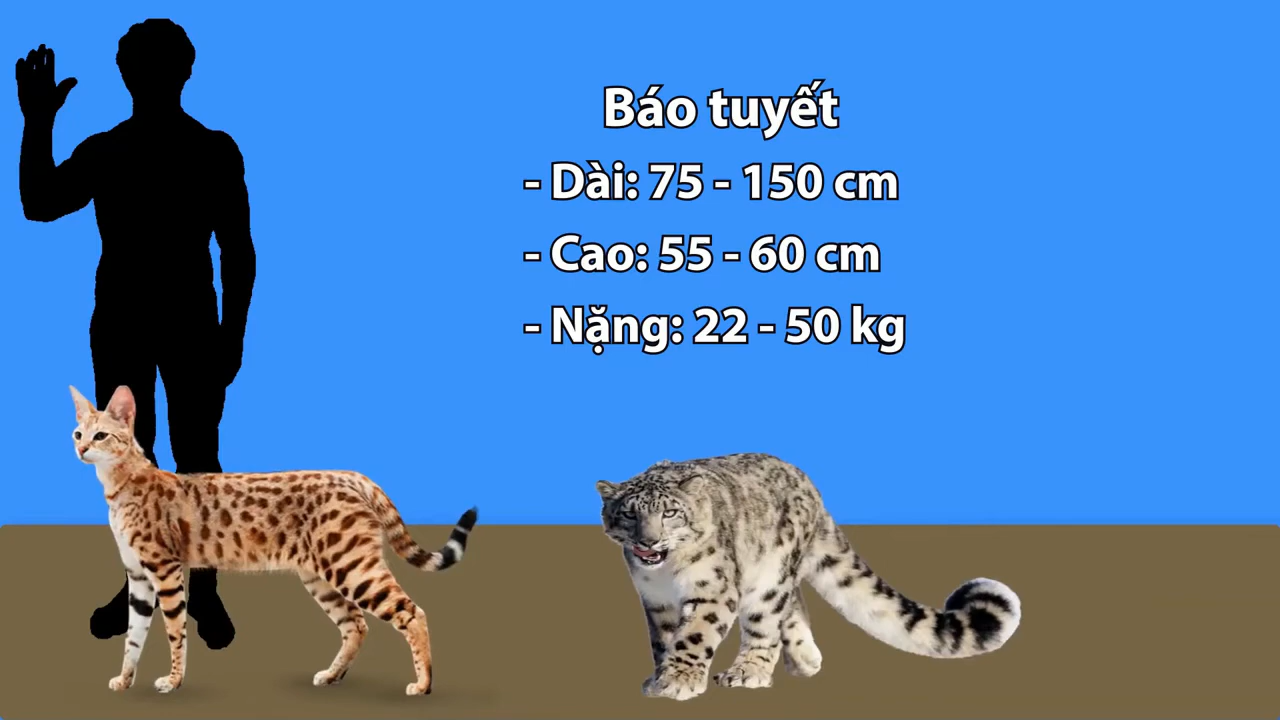 Báo tuyết
- Dài: 75 - 150 cm
- Cao: 55 - 60 cm
- Nặng: 22 - 50 kg